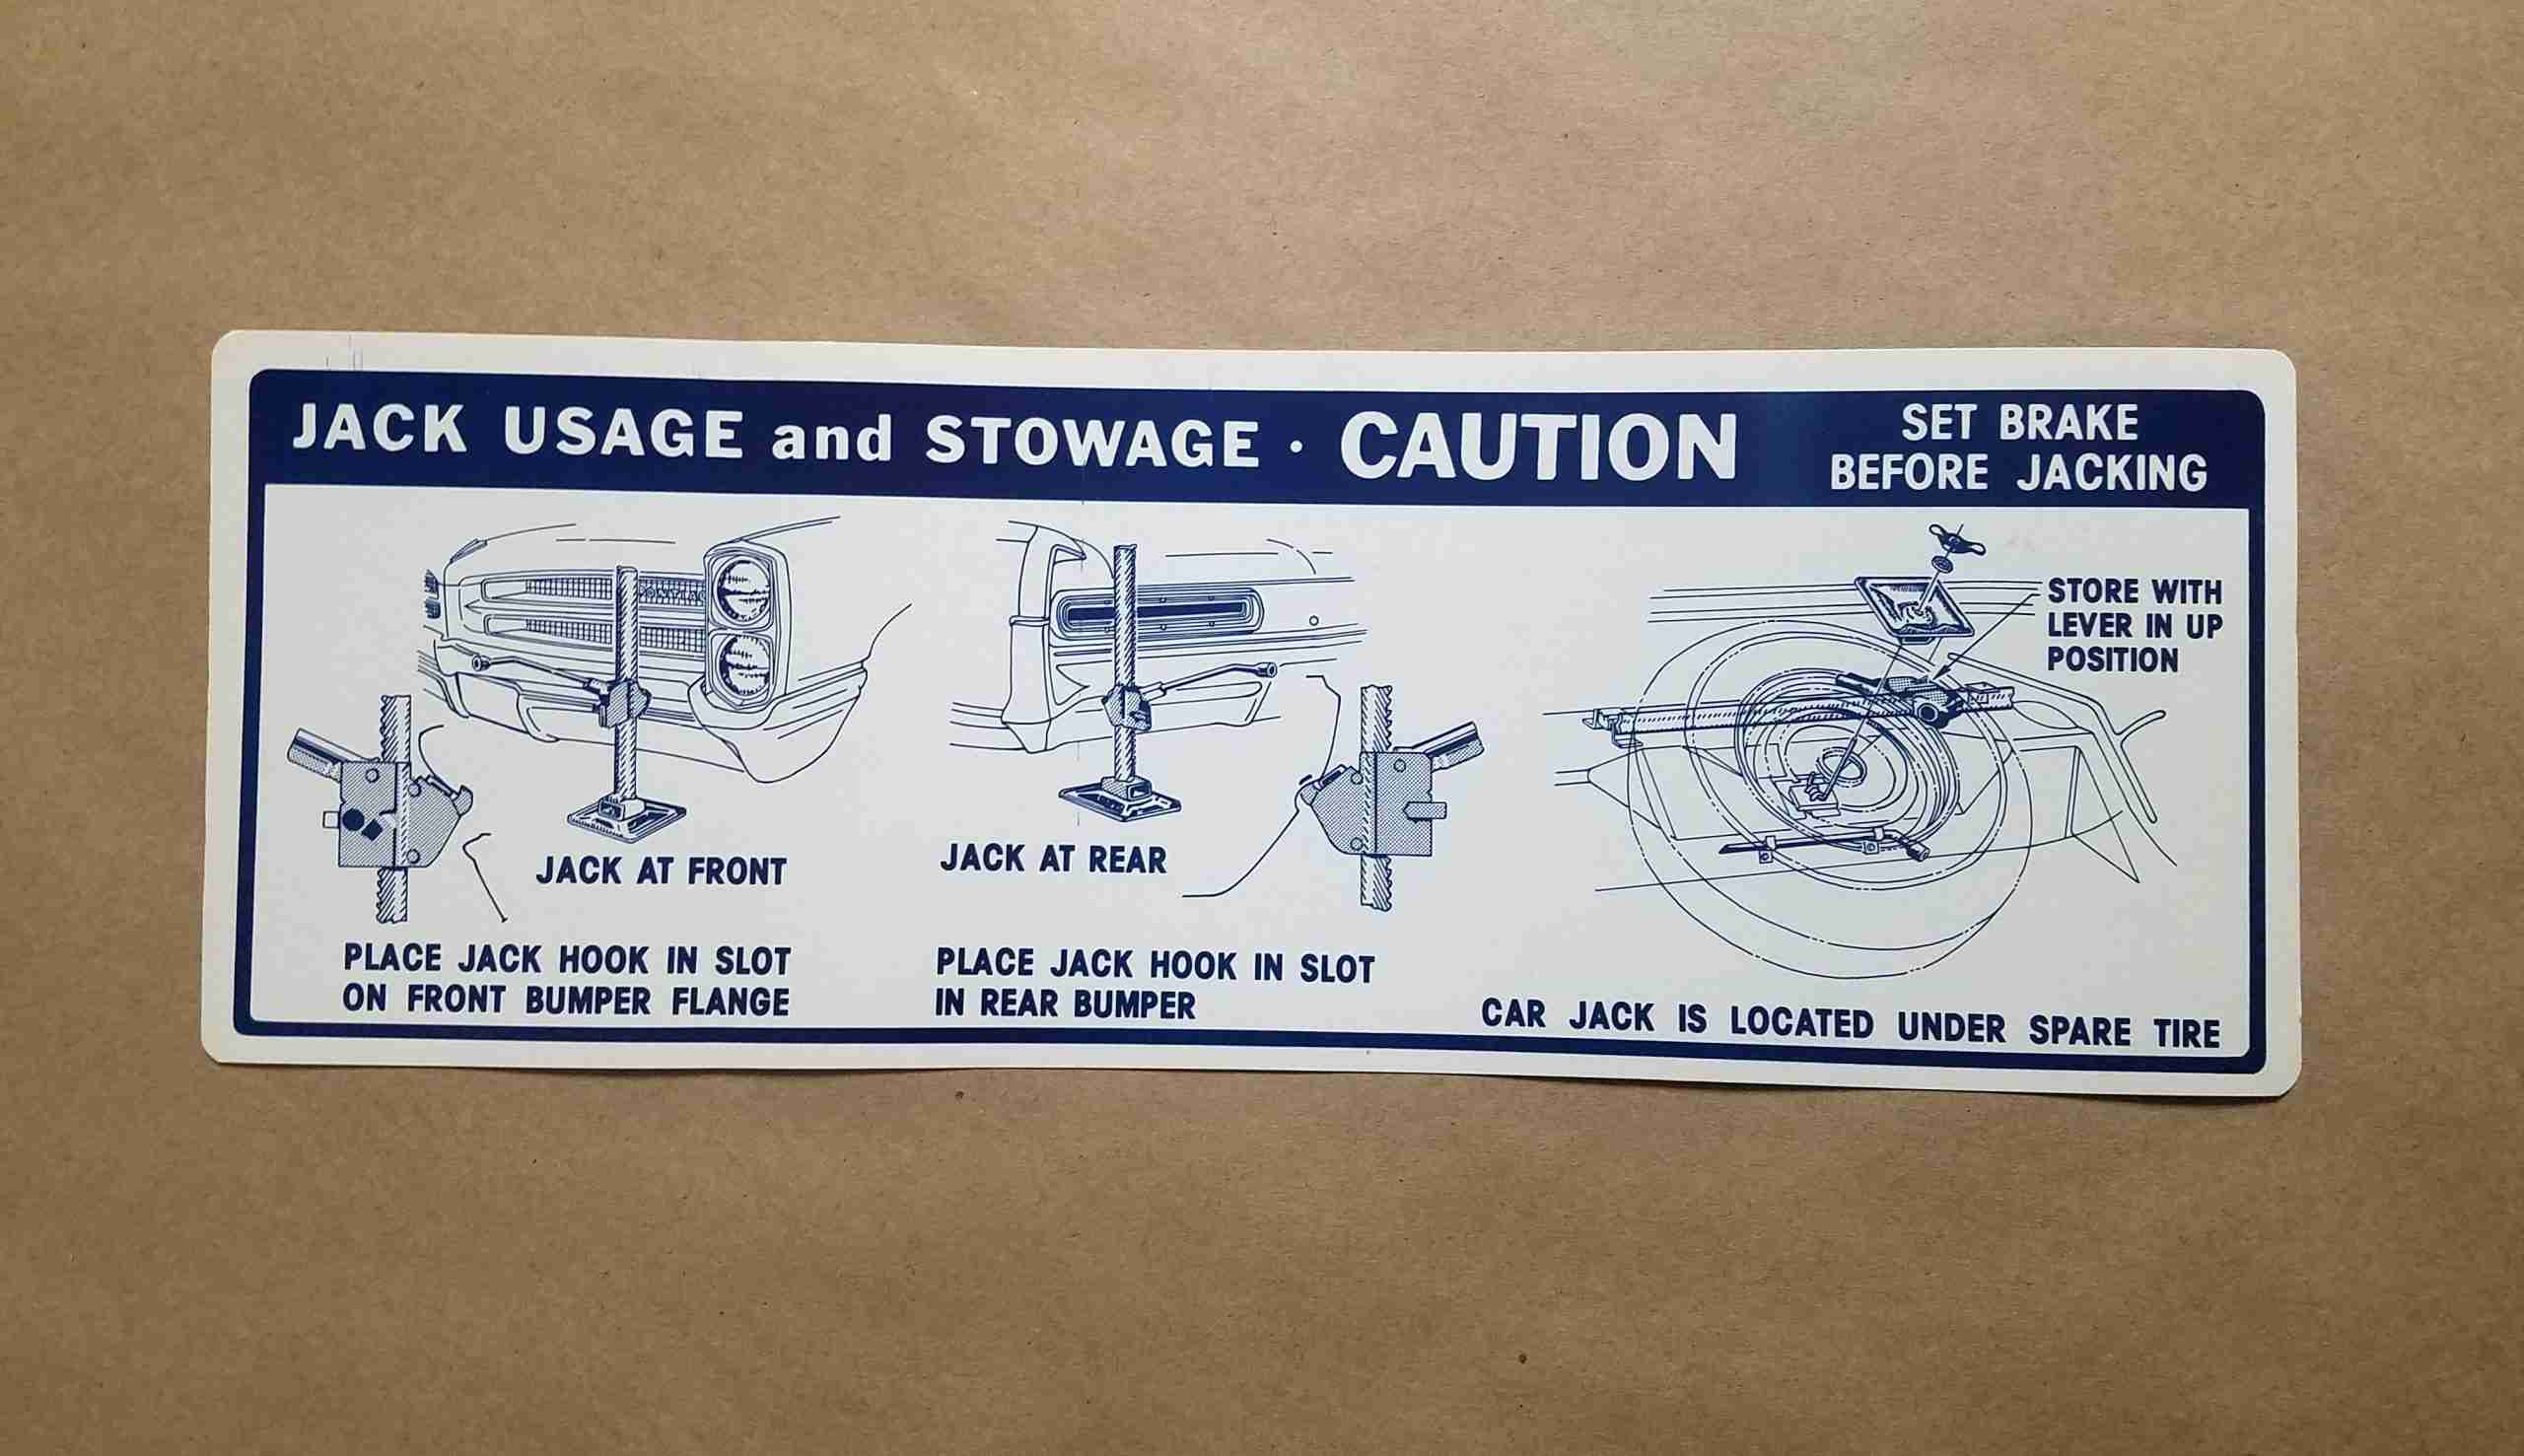 JACK USAGE and STOWAGE · CAUTION
SET BRAKE
BEFORE JACKING
PONTIAC
JACK AT FRONT
PLACE JACK HOOK IN SLOT
ON FRONT BUMPER FLANGE
JACK AT REAR
PLACE JACK HOOK IN SLOT
IN REAR BUMPER
STORE WITH
LEVER IN UP
POSITION
CAR JACK IS LOCATED UNDER SPARE TIRE